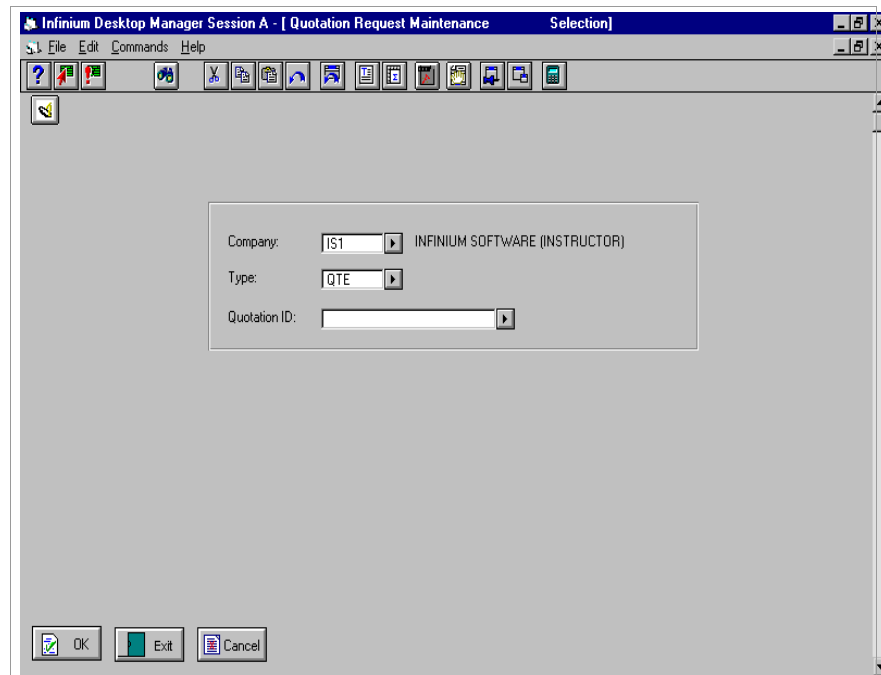 Infinium Desktop Manager Session A - [ Quotation Request Maintenance Selection]
File Edit Commands Help
Company: IS1 INFINIUM SOFTWARE (INSTRUCTOR)
Type: QTE
Quotation ID:
OK Exit Cancel